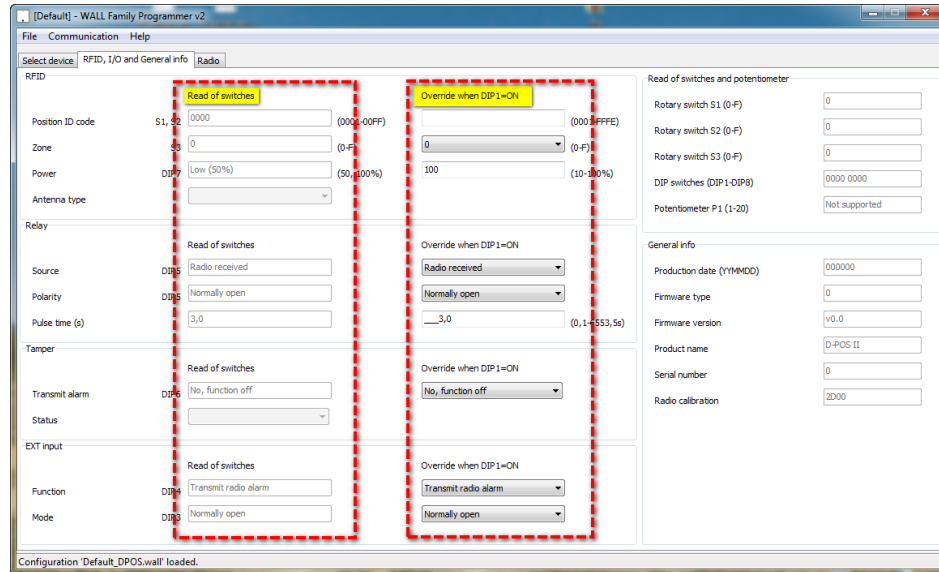 [Default] - WALL Family Programmer v2
File Communication Help
Select device RFID, I/O and General info Radio
RFID
Read of switches Override when DIP1=ON
Position ID code S1, S2 0000 (0001-00FF) (0001-FFFE)
Zone S3 0 (0-F) 0 (0-F)
Power DIP7 Low (50%) (50, 100%) 100 (10-100%)
Antenna type
Relay
Read of switches Override when DIP1=ON
Source DIP5 Radio received Radio received
Polarity DIP5 Normally open Normally open
Pulse time (s) 3,0 __3,0 (0,1-6553,5s)
Tamper
Read of switches Override when DIP1=ON
Transmit alarm DIP6 No, function off No, function off
Status
EXT input
Read of switches Override when DIP1=ON
Function DIP4 Transmit radio alarm Transmit radio alarm
Mode DIP3 Normally open Normally open
Read of switches and potentiometer
Rotary switch S1 (0-F) 0
Rotary switch S2 (0-F) 0
Rotary switch S3 (0-F) 0
DIP switches (DIP1-DIP8) 0000 0000
Potentiometer P1 (1-20) Not supported
General info
Production date (YYMMDD) 000000
Firmware type 0
Firmware version v0.0
Product name D-POS II
Serial number 0
Radio calibration 2D00
Configuration 'Default_DPOS.wall' loaded.